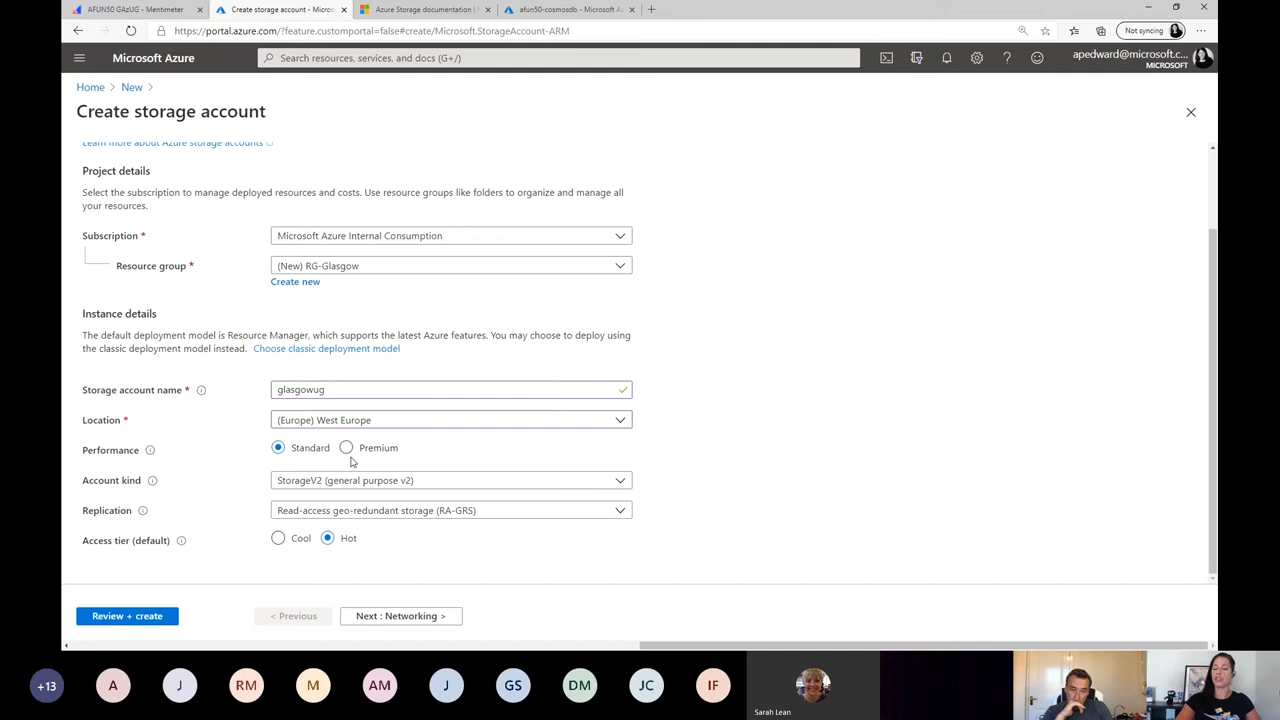 AFUN50 GAzUG - Mentimeter
Create storage account - Micros
Azure Storage documentation |
afun50-cosmosdb - Microsoft A
https://portal.azure.com/?feature.customportal=false#create/Microsoft.StorageAccount-ARM
Not syncing
Microsoft Azure
Search resources, services, and docs (G+/)
apedward@microsoft.c...
MICROSOFT
Home > New >
Create storage account
Learn more about Azure storage accounts
Project details
Select the subscription to manage deployed resources and costs. Use resource groups like folders to organize and manage all
your resources.
Subscription *
Microsoft Azure Internal Consumption
Resource group *
(New) RG-Glasgow
Create new
Instance details
The default deployment model is Resource Manager, which supports the latest Azure features. You may choose to deploy using
the classic deployment model instead. Choose classic deployment model
Storage account name *
glasgowug
Location *
(Europe) West Europe
Performance
Standard
Premium
Account kind
StorageV2 (general purpose v2)
Replication
Read-access geo-redundant storage (RA-GRS)
Access tier (default)
Cool
Hot
Review + create
< Previous
Next : Networking >
+13
A
J
RM
M
AM
J
GS
DM
JC
IF
Sarah Lean